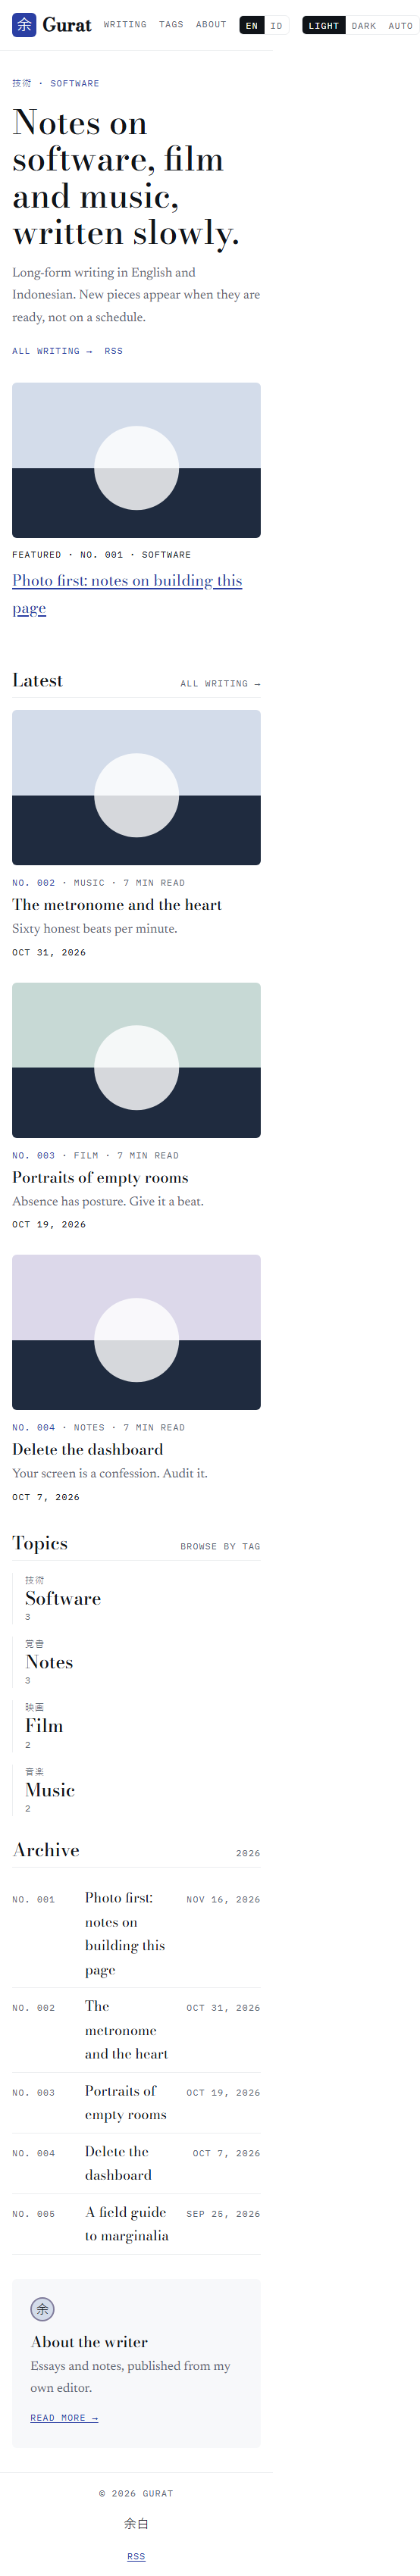 余 Gurat WRITING TAGS ABOUT EN ID LIGHT DARK AUTO
技術 · SOFTWARE
Notes on
software, film
and music,
written slowly.
Long-form writing in English and
Indonesian. New pieces appear when they are
ready, not on a schedule.
ALL WRITING → RSS
FEATURED · NO. 001 · SOFTWARE
Photo first: notes on building this
page
Latest ALL WRITING →
NO. 002 · MUSIC · 7 MIN READ
The metronome and the heart
Sixty honest beats per minute.
OCT 31, 2026
NO. 003 · FILM · 7 MIN READ
Portraits of empty rooms
Absence has posture. Give it a beat.
OCT 19, 2026
NO. 004 · NOTES · 7 MIN READ
Delete the dashboard
Your screen is a confession. Audit it.
OCT 7, 2026
Topics BROWSE BY TAG
技術
Software
3
覚書
Notes
3
映画
Film
2
音楽
Music
2
Archive 2026
NO. 001 Photo first: NOV 16, 2026
notes on
building this
page
NO. 002 The OCT 31, 2026
metronome
and the heart
NO. 003 Portraits of OCT 19, 2026
empty rooms
NO. 004 Delete the OCT 7, 2026
dashboard
NO. 005 A field guide SEP 25, 2026
to marginalia
余
About the writer
Essays and notes, published from my
own editor.
READ MORE →
© 2026 GURAT
余白
RSS